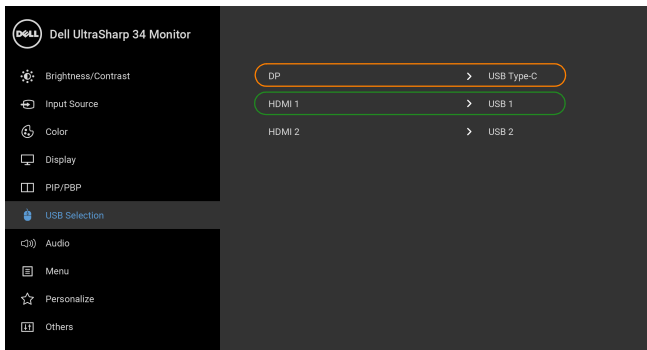 DELL Dell UltraSharp 34 Monitor
Brightness/Contrast
Input Source
Color
Display
PIP/PBP
USB Selection
Audio
Menu
Personalize
Others
DP > USB Type-C
HDMI 1 > USB 1
HDMI 2 > USB 2